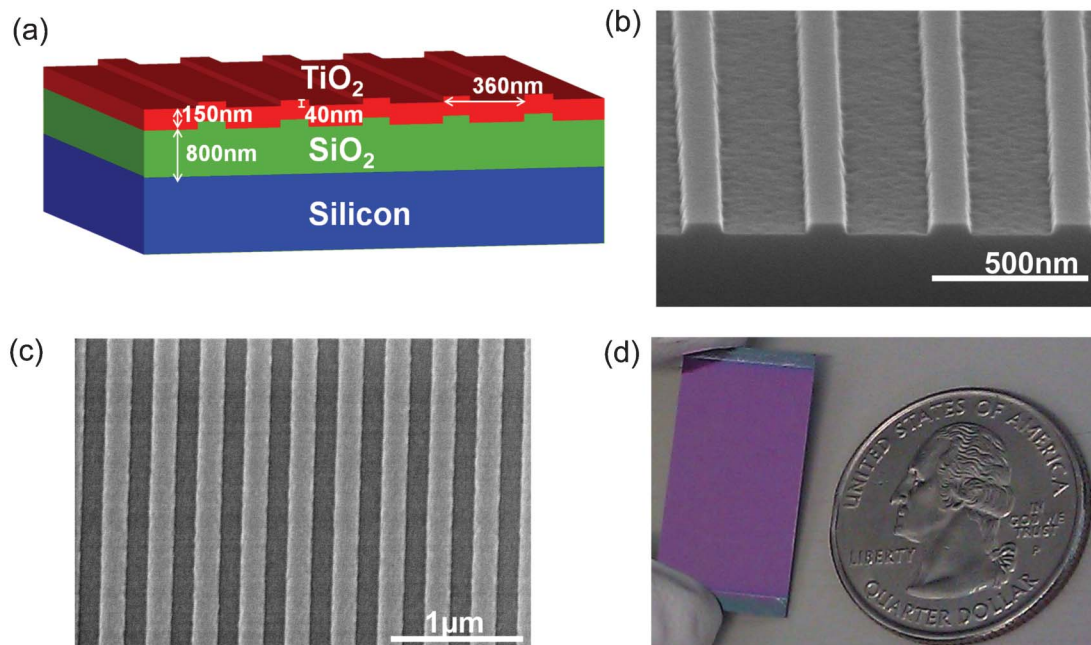 (a)
TiO2
360nm
150nm
40nm
800nm
SiO2
Silicon
(b)
500nm
(c)
1µm
(d)
UNITED STATES OF AMERICA
IN
GOD WE
TRUST
P
LIBERTY
QUARTER DOLLAR